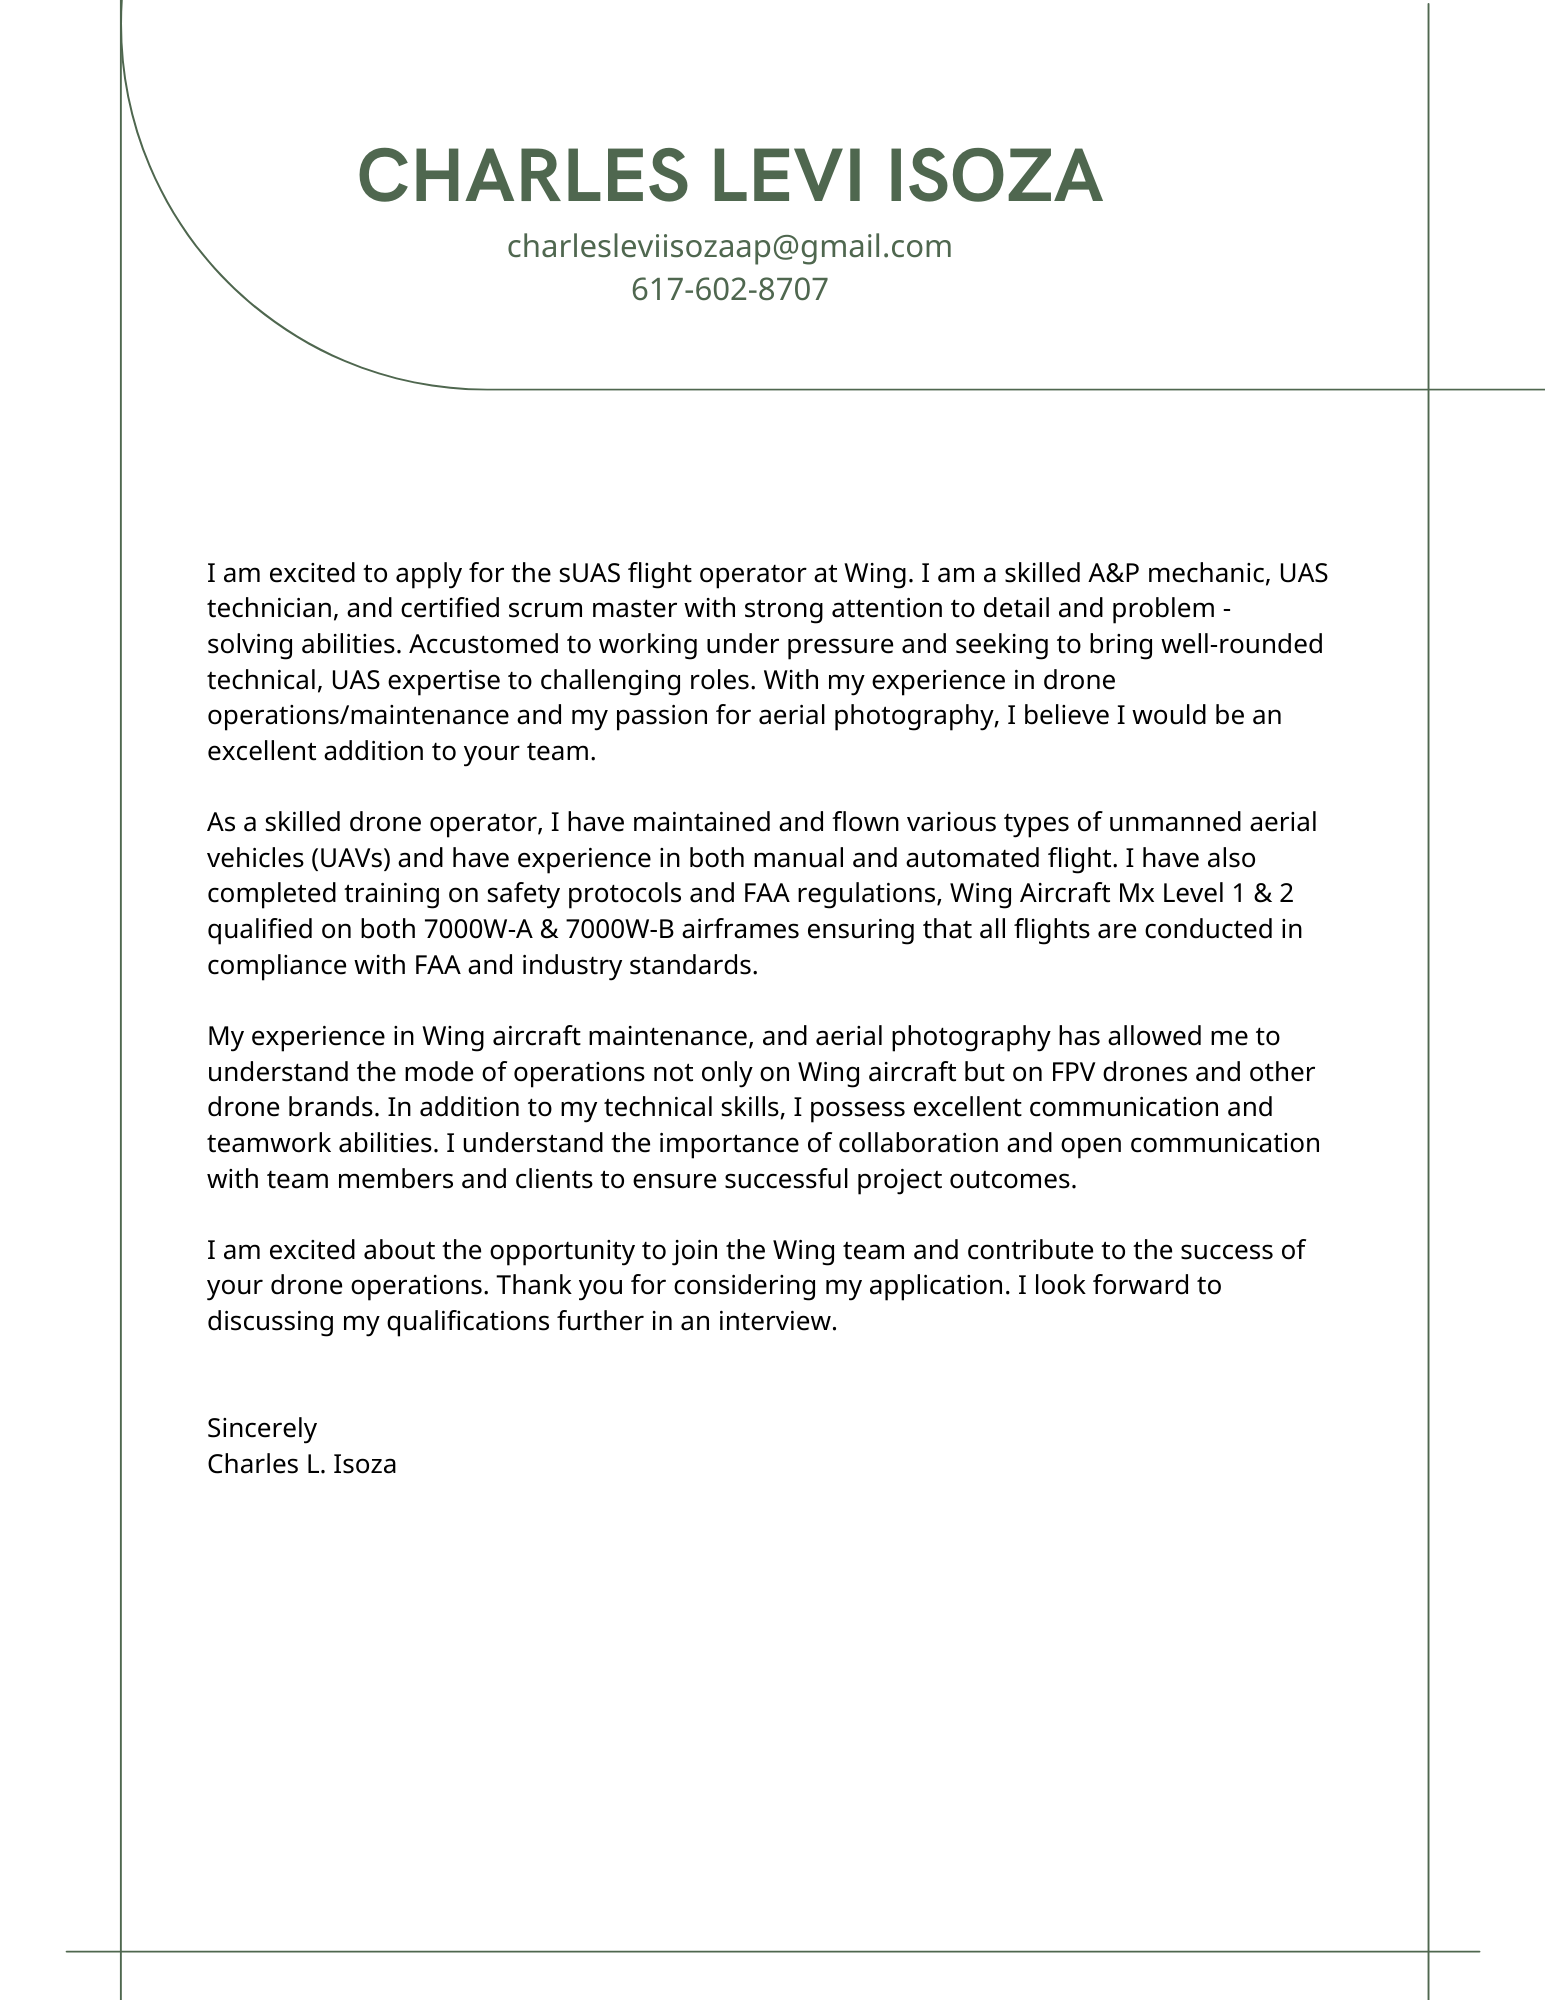 CHARLES LEVI ISOZA
charlesleviisozaap@gmail.com
617-602-8707
I am excited to apply for the sUAS flight operator at Wing. I am a skilled A&P mechanic, UAS
technician, and certified scrum master with strong attention to detail and problem -
solving abilities. Accustomed to working under pressure and seeking to bring well-rounded
technical, UAS expertise to challenging roles. With my experience in drone
operations/maintenance and my passion for aerial photography, I believe I would be an
excellent addition to your team.
As a skilled drone operator, I have maintained and flown various types of unmanned aerial
vehicles (UAVs) and have experience in both manual and automated flight. I have also
completed training on safety protocols and FAA regulations, Wing Aircraft Mx Level 1 & 2
qualified on both 7000W-A & 7000W-B airframes ensuring that all flights are conducted in
compliance with FAA and industry standards.
My experience in Wing aircraft maintenance, and aerial photography has allowed me to
understand the mode of operations not only on Wing aircraft but on FPV drones and other
drone brands. In addition to my technical skills, I possess excellent communication and
teamwork abilities. I understand the importance of collaboration and open communication
with team members and clients to ensure successful project outcomes.
I am excited about the opportunity to join the Wing team and contribute to the success of
your drone operations. Thank you for considering my application. I look forward to
discussing my qualifications further in an interview.
Sincerely
Charles L. Isoza